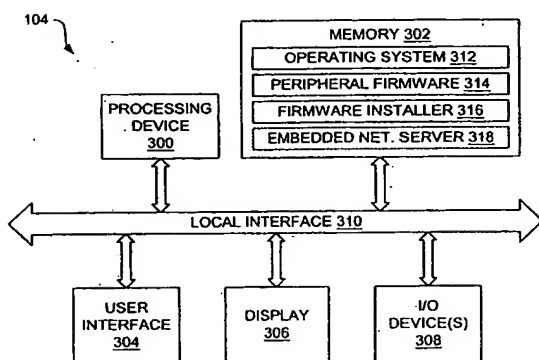 104
MEMORY 302
OPERATING SYSTEM 312
PERIPHERAL FIRMWARE 314
FIRMWARE INSTALLER 316
EMBEDDED NET. SERVER 318
PROCESSING
DEVICE
300
LOCAL INTERFACE 310
USER
INTERFACE
304
DISPLAY
306
I/O
DEVICE(S)
308